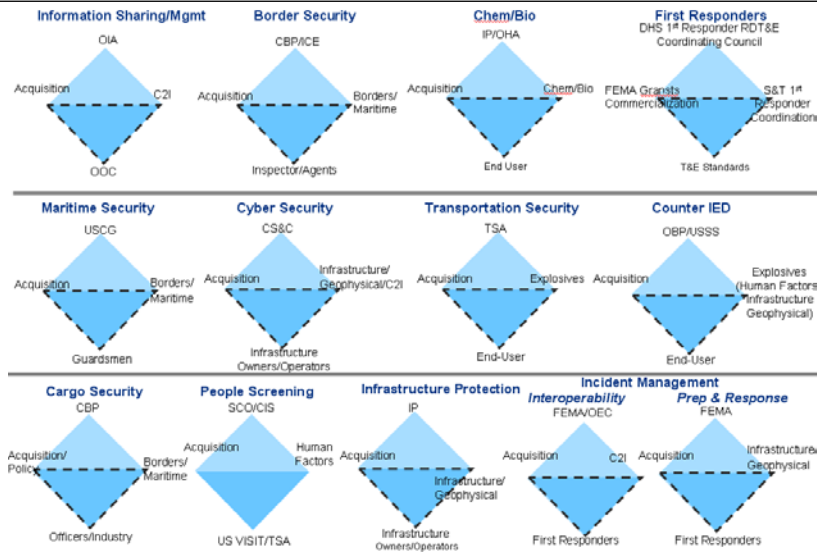 Information Sharing/Mgmt
OIA
Acquisition
C2I
OOC
Border Security
CBP/ICE
Acquisition
Borders/
Maritime
Inspector/Agents
Chem/Bio
IP/OHA
Acquisition
Chem/Bio
End User
First Responders
DHS 1st Responder RDT&E
Coordinating Council
FEMA Gransts
Commercialization
S&T 1st
Responder
Coordination
T&E Standards
Maritime Security
USCG
Acquisition
Borders/
Maritime
Guardsmen
Cyber Security
CS&C
Acquisition
Infrastructure/
Geophysical/C2I
Infrastructure
Owners/Operators
Transportation Security
TSA
Acquisition
Explosives
End-User
Counter IED
OBP/USSS
Acquisition
Explosives
(Human Factors
Infrastructure
Geophysical)
End-User
Cargo Security
CBP
Acquisition/
Policy
Borders/
Maritime
Officers/Industry
People Screening
SCO/CIS
Acquisition
Human
Factors
US VISIT/TSA
Infrastructure Protection
IP
Acquisition
Infrastructure/
Geophysical
Infrastructure
Owners/Operators
Incident Management
Interoperability
FEMA/OEC
Acquisition
C2I
First Responders
Prep & Response
FEMA
Acquisition
Infrastructure/
Geophysical
First Responders